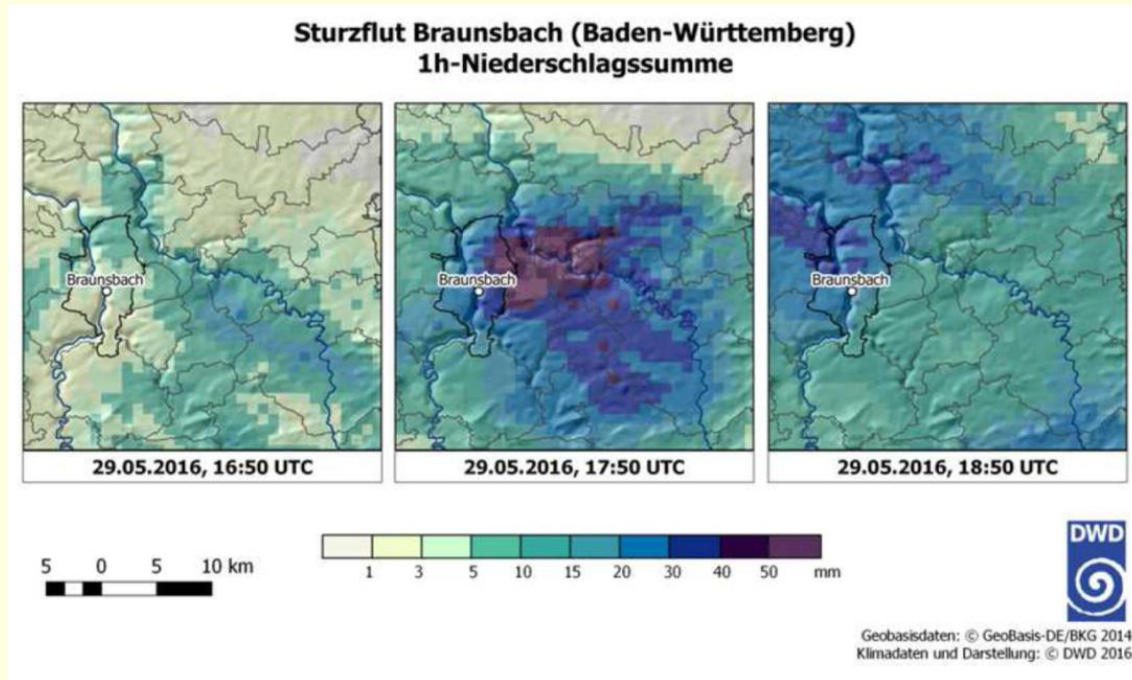 Sturzflut Braunsbach (Baden-Württemberg)
1h-Niederschlagssumme
Braunsbach
Braunsbach
Braunsbach
29.05.2016, 16:50 UTC
29.05.2016, 17:50 UTC
29.05.2016, 18:50 UTC
5 0 5 10 km
1 3 5 10 15 20 30 40 50 mm
DWD
Geobasisdaten: © GeoBasis-DE/BKG 2014
Klimadaten und Darstellung: © DWD 2016